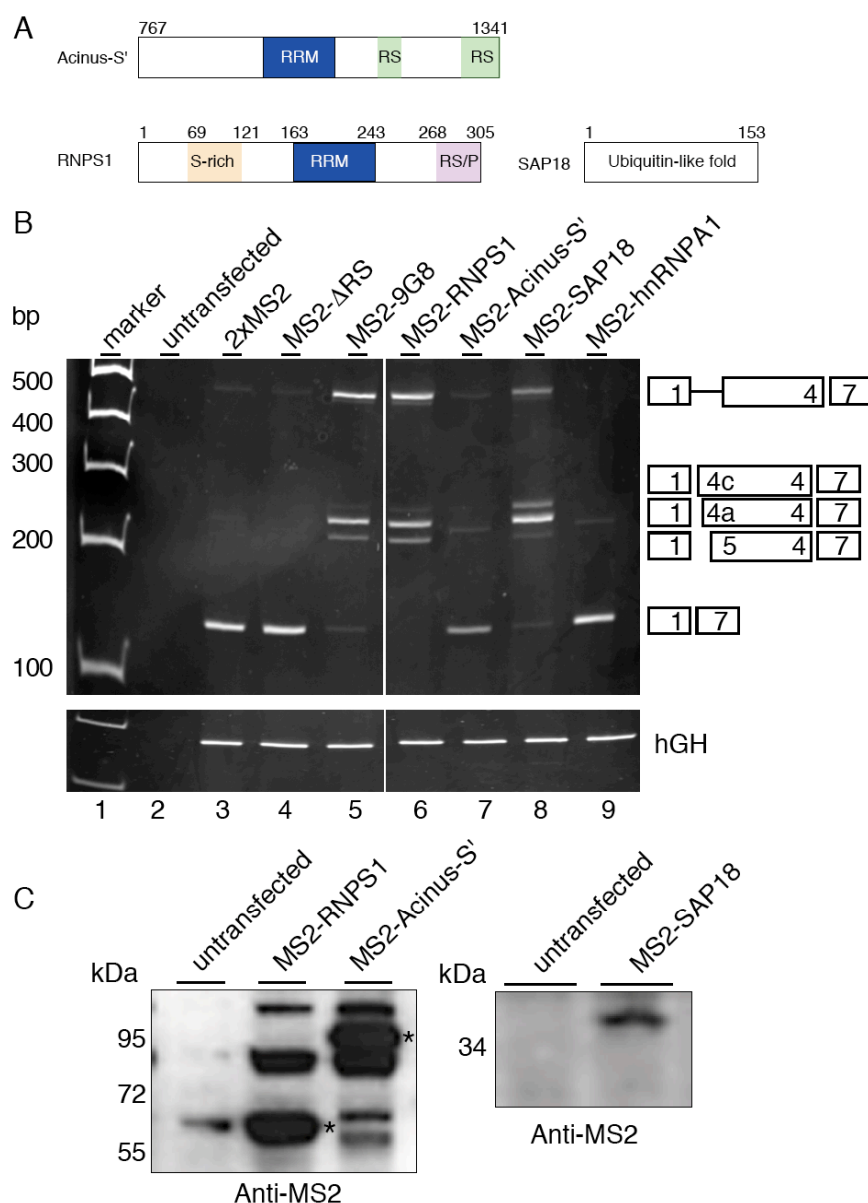 A
767 1341
Acinus-S'
RRM
RS
RS
1 69 121 163 243 268 305
RNPS1
S-rich
RRM
RS/P
1 153
SAP18
Ubiquitin-like fold
B
bp
marker
untransfected
2xMS2
MS2-ΔRS
MS2-9G8
MS2-RNPS1
MS2-Acinus-S'
MS2-SAP18
MS2-hnRNPA1
500
400
300
200
100
1 4 7
1 4c 4 7
1 4a 4 7
1 5 4 7
1 7
hGH
1 2 3 4 5 6 7 8 9
C
kDa
untransfected
MS2-RNPS1
MS2-Acinus-S'
95
72
55
*
*
Anti-MS2
kDa
untransfected
MS2-SAP18
34
Anti-MS2